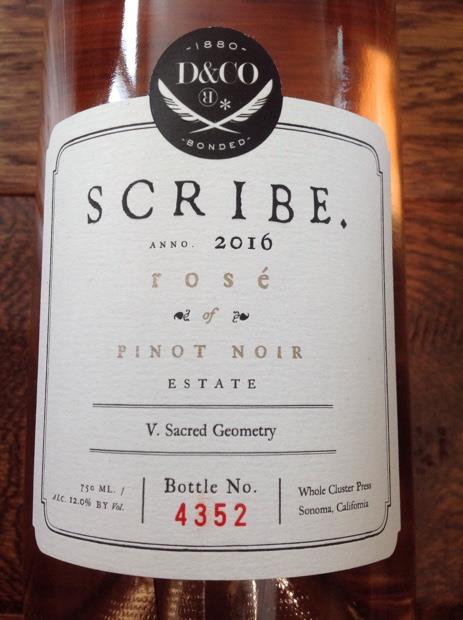 -1880-
D&CO
*
-BONDED-
SCRIBE.
ANNO. 2016
rosé
of
PINOT NOIR
ESTATE
V. Sacred Geometry
750 ML. /
ALC. 12.0% BY Vol.
Bottle No.
4352
Whole Cluster Press
Sonoma, California